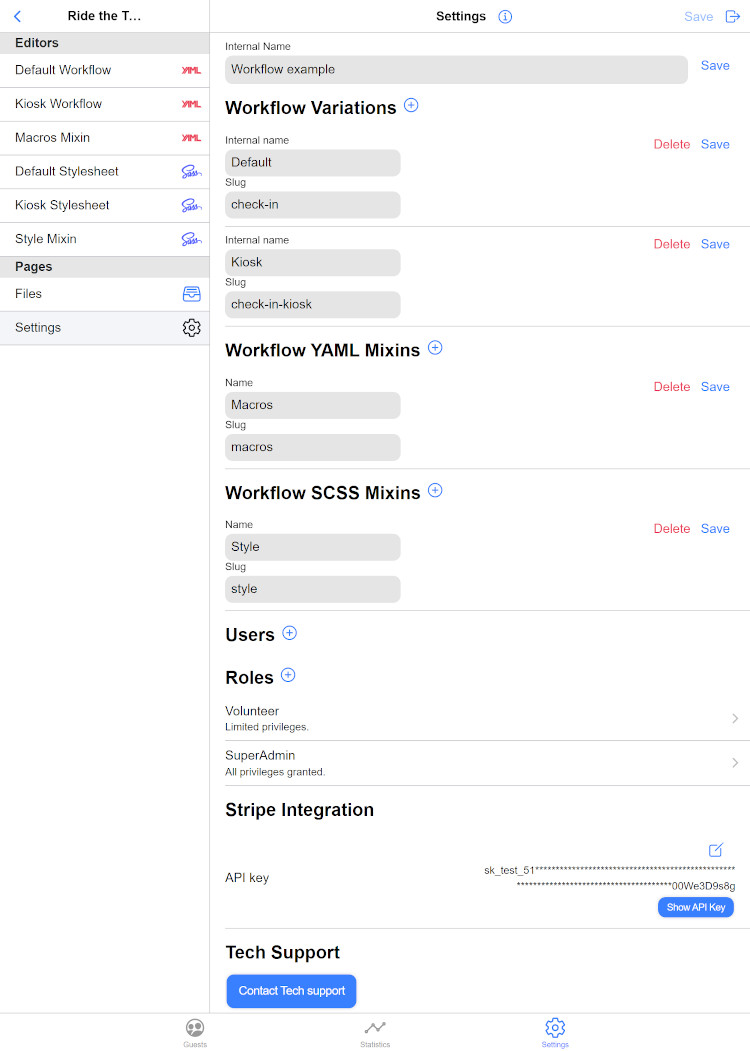 Ride the T...
Settings
Save
Editors
Default Workflow YAML
Kiosk Workflow YAML
Macros Mixin YAML
Default Stylesheet Sass
Kiosk Stylesheet Sass
Style Mixin Sass
Pages
Files
Settings
Internal Name
Workflow example
Save
Workflow Variations
Internal name
Delete Save
Default
Slug
check-in
Internal name
Delete Save
Kiosk
Slug
check-in-kiosk
Workflow YAML Mixins
Name
Delete Save
Macros
Slug
macros
Workflow SCSS Mixins
Name
Delete Save
Style
Slug
style
Users
Roles
Volunteer
Limited privileges.
SuperAdmin
All privileges granted.
Stripe Integration
API key
sk_test_51*************************************************
**************************************00We3D9s8g
Show API Key
Tech Support
Contact Tech support
Guests
Statistics
Settings